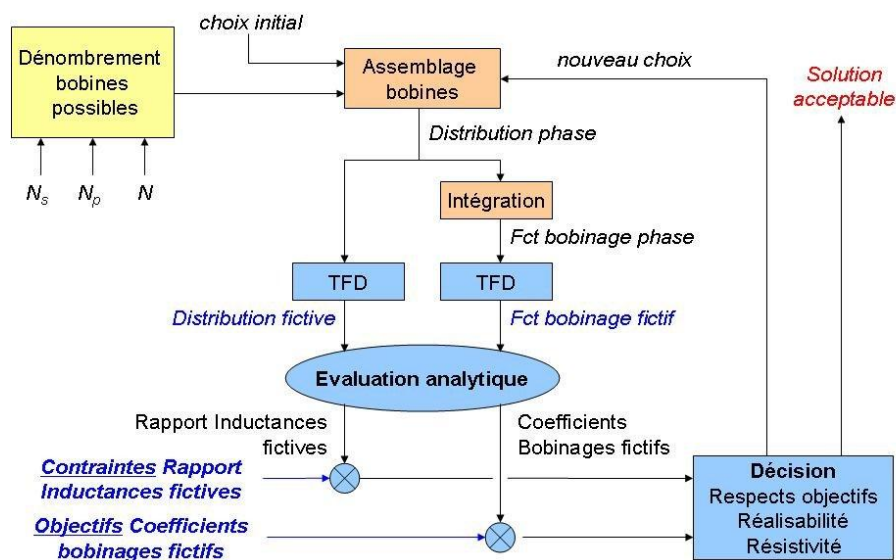 choix initial
Dénombrement
bobines
possibles
Assemblage
bobines
nouveau choix
Solution
acceptable
Distribution phase
Ns
Np
N
Intégration
Fct bobinage phase
TFD
TFD
Distribution fictive
Fct bobinage fictif
Evaluation analytique
Rapport Inductances
fictives
Coefficients
Bobinages fictifs
Contraintes Rapport
Inductances fictives
Objectifs Coefficients
bobinages fictifs
Décision
Respects objectifs
Réalisabilité
Résistivité